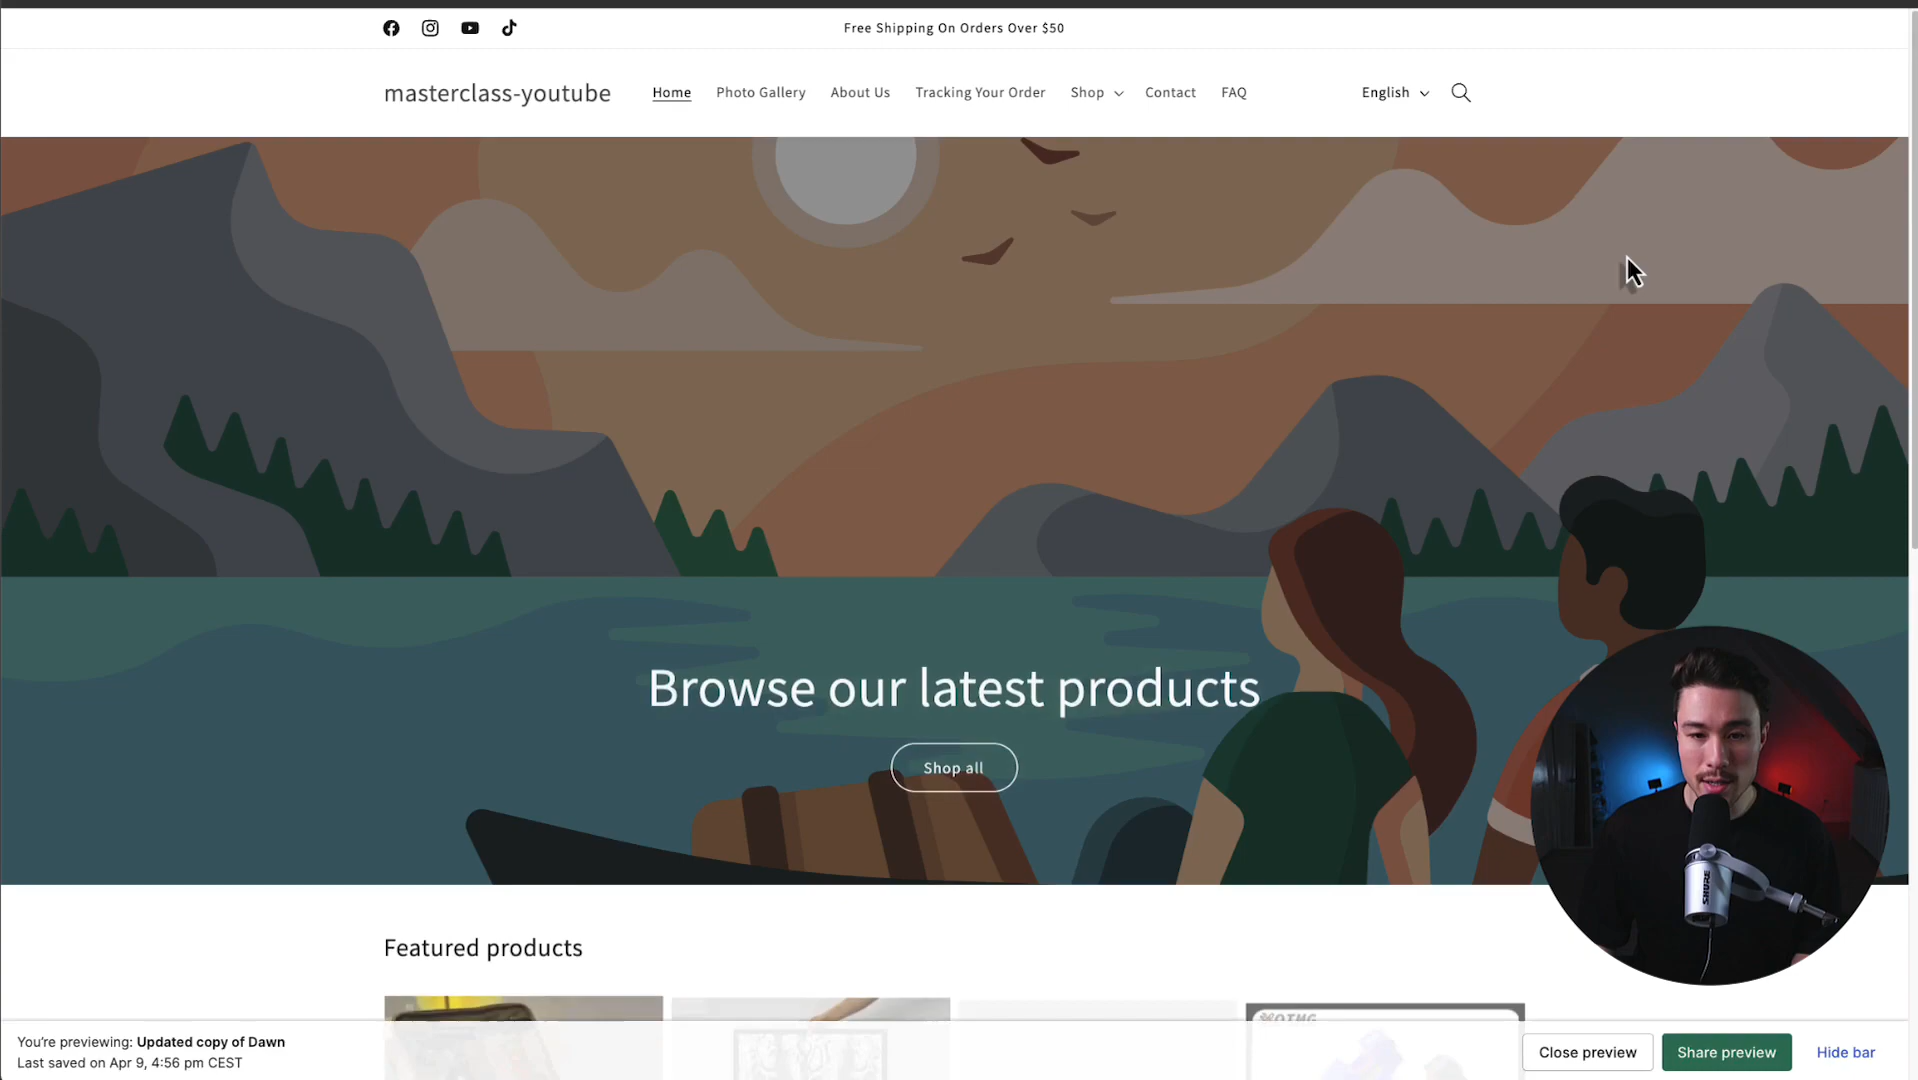 Free Shipping On Orders Over $50
masterclass-youtube
Home
Photo Gallery
About Us
Tracking Your Order
Shop
Contact
FAQ
English
Browse our latest products
Shop all
Featured products
SHURE
You're previewing: Updated copy of Dawn
Last saved on Apr 9, 4:56 pm CEST
Close preview
Share preview
Hide bar